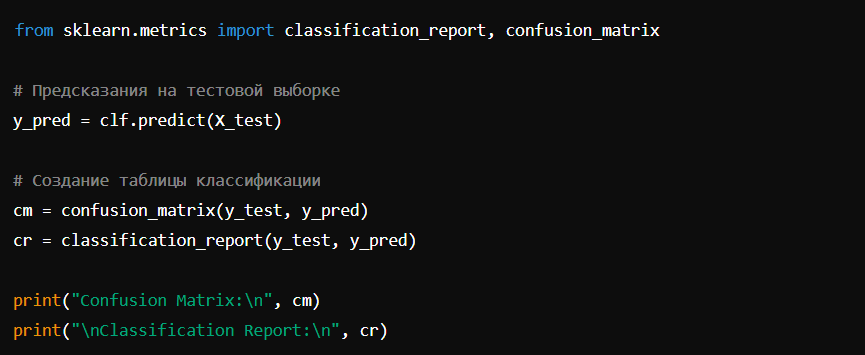 from sklearn.metrics import classification_report, confusion_matrix
# Предсказания на тестовой выборке
y_pred = clf.predict(X_test)
# Создание таблицы классификации
cm = confusion_matrix(y_test, y_pred)
cr = classification_report(y_test, y_pred)
print("Confusion Matrix:\n", cm)
print("\nClassification Report:\n", cr)